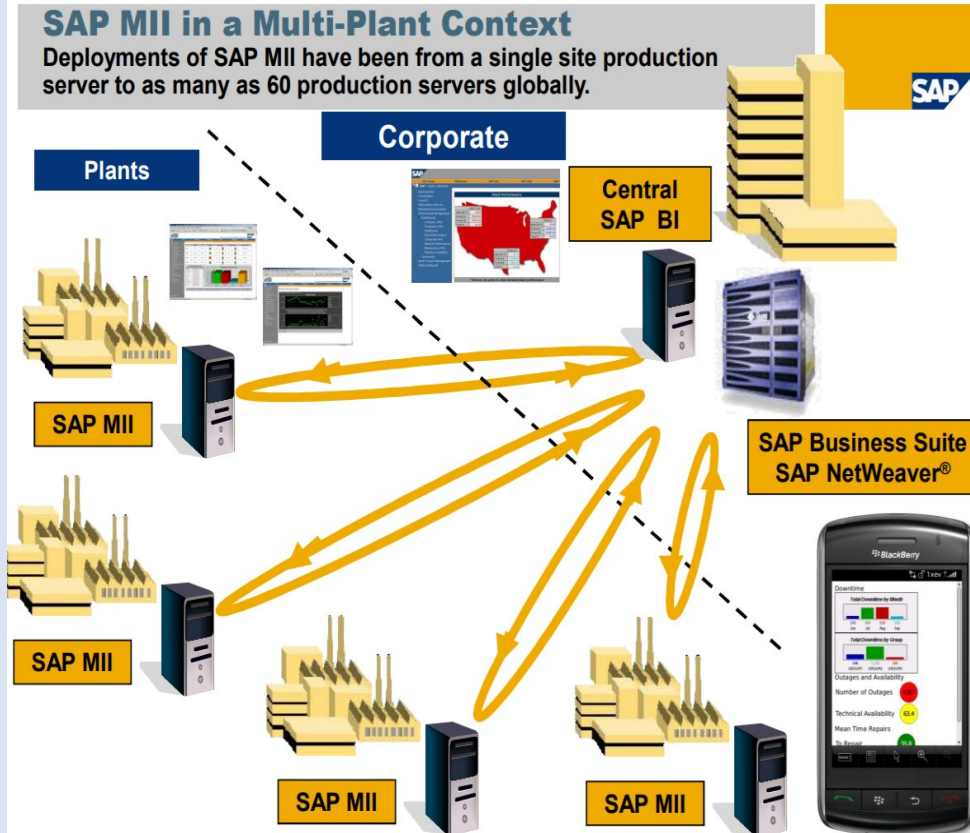 SAP MII in a Multi-Plant Context
Deployments of SAP MII have been from a single site production
server to as many as 60 production servers globally.
SAP
Plants
Corporate
Central
SAP BI
SAP MII
SAP Business Suite
SAP NetWeaver®
SAP MII
SAP MII
SAP MII
BlackBerry
1xev
Downtime
Total Downtime by Month
Total Downtime by Group
Outages and Availability
Number of Outages
Technical Availability
63.4
Mean Time Repairs
To Repair